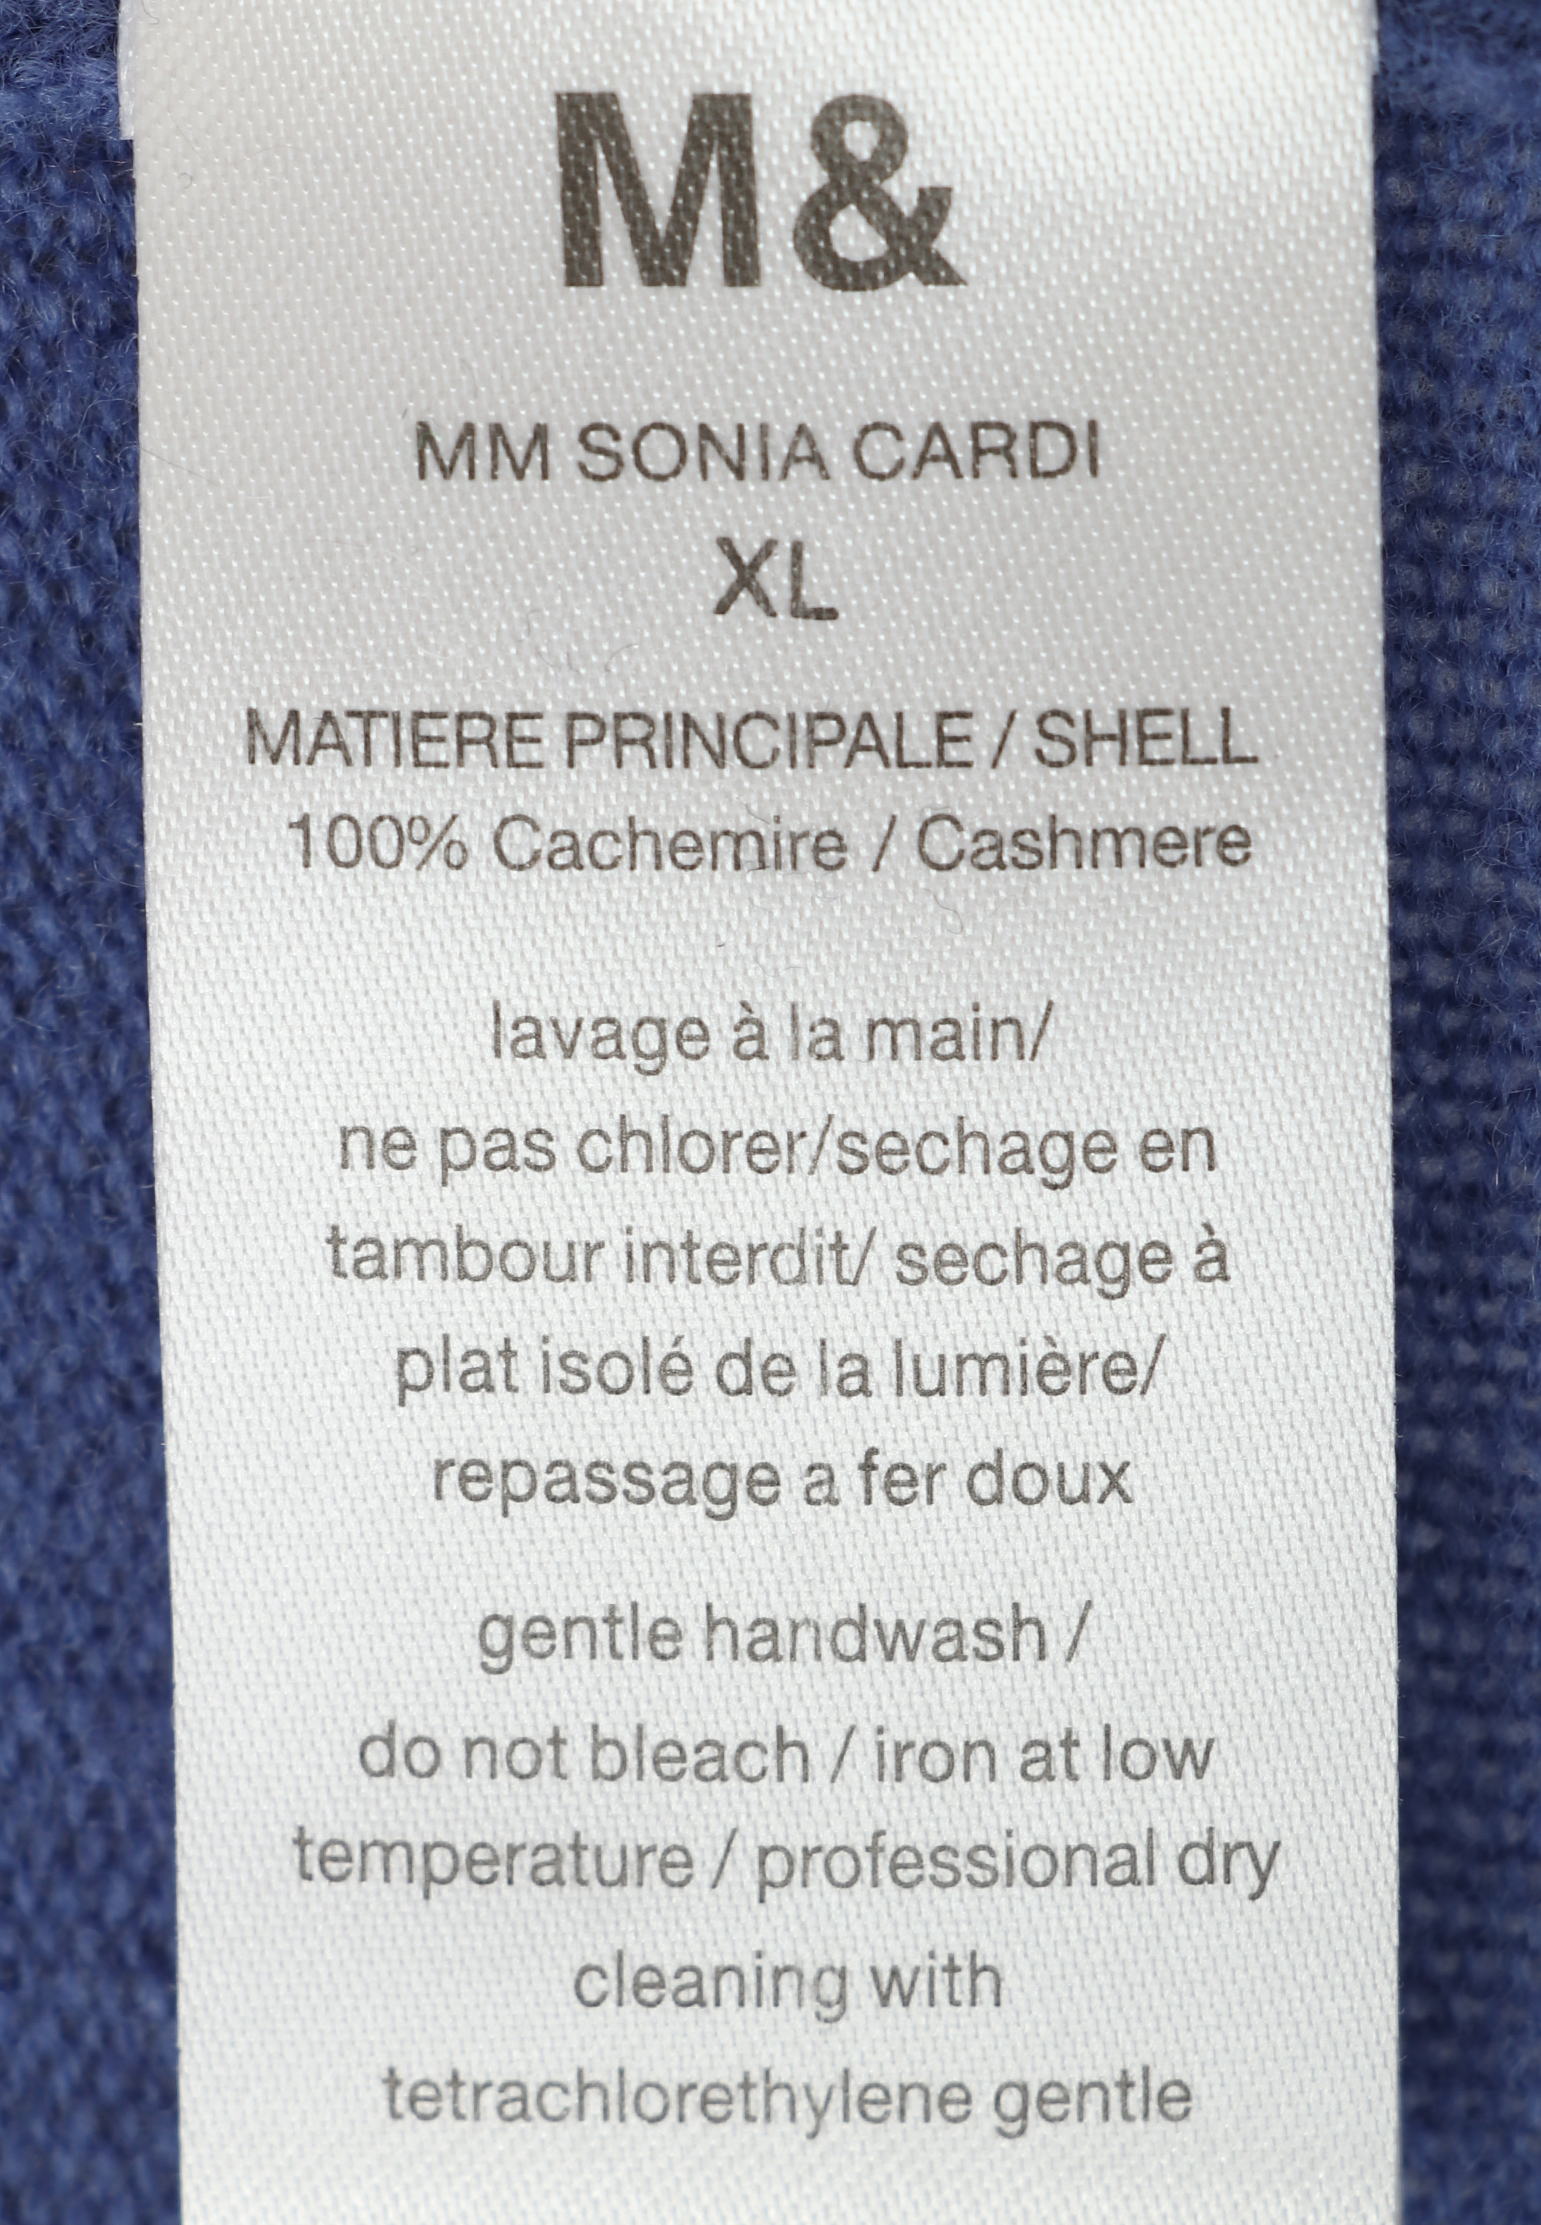 M&
MM SONIA CARDI
XL
MATIERE PRINCIPALE / SHELL
100% Cachemire / Cashmere
lavage à la main/
ne pas chlorer/sechage en
tambour interdit/ sechage à
plat isolé de la lumière/
repassage a fer doux
gentle handwash /
do not bleach / iron at low
temperature / professional dry
cleaning with
tetrachlorethylene gentle